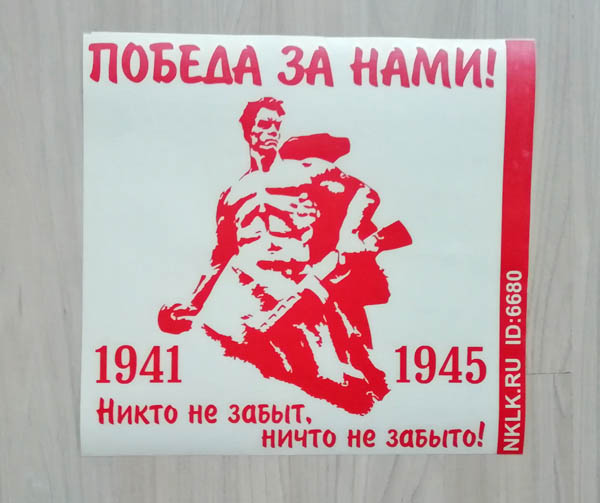 ПОБЕДА ЗА НАМИ!
1941
1945
Никто не забыт,
ничто не забыто!
NKLK.RU ID:6680